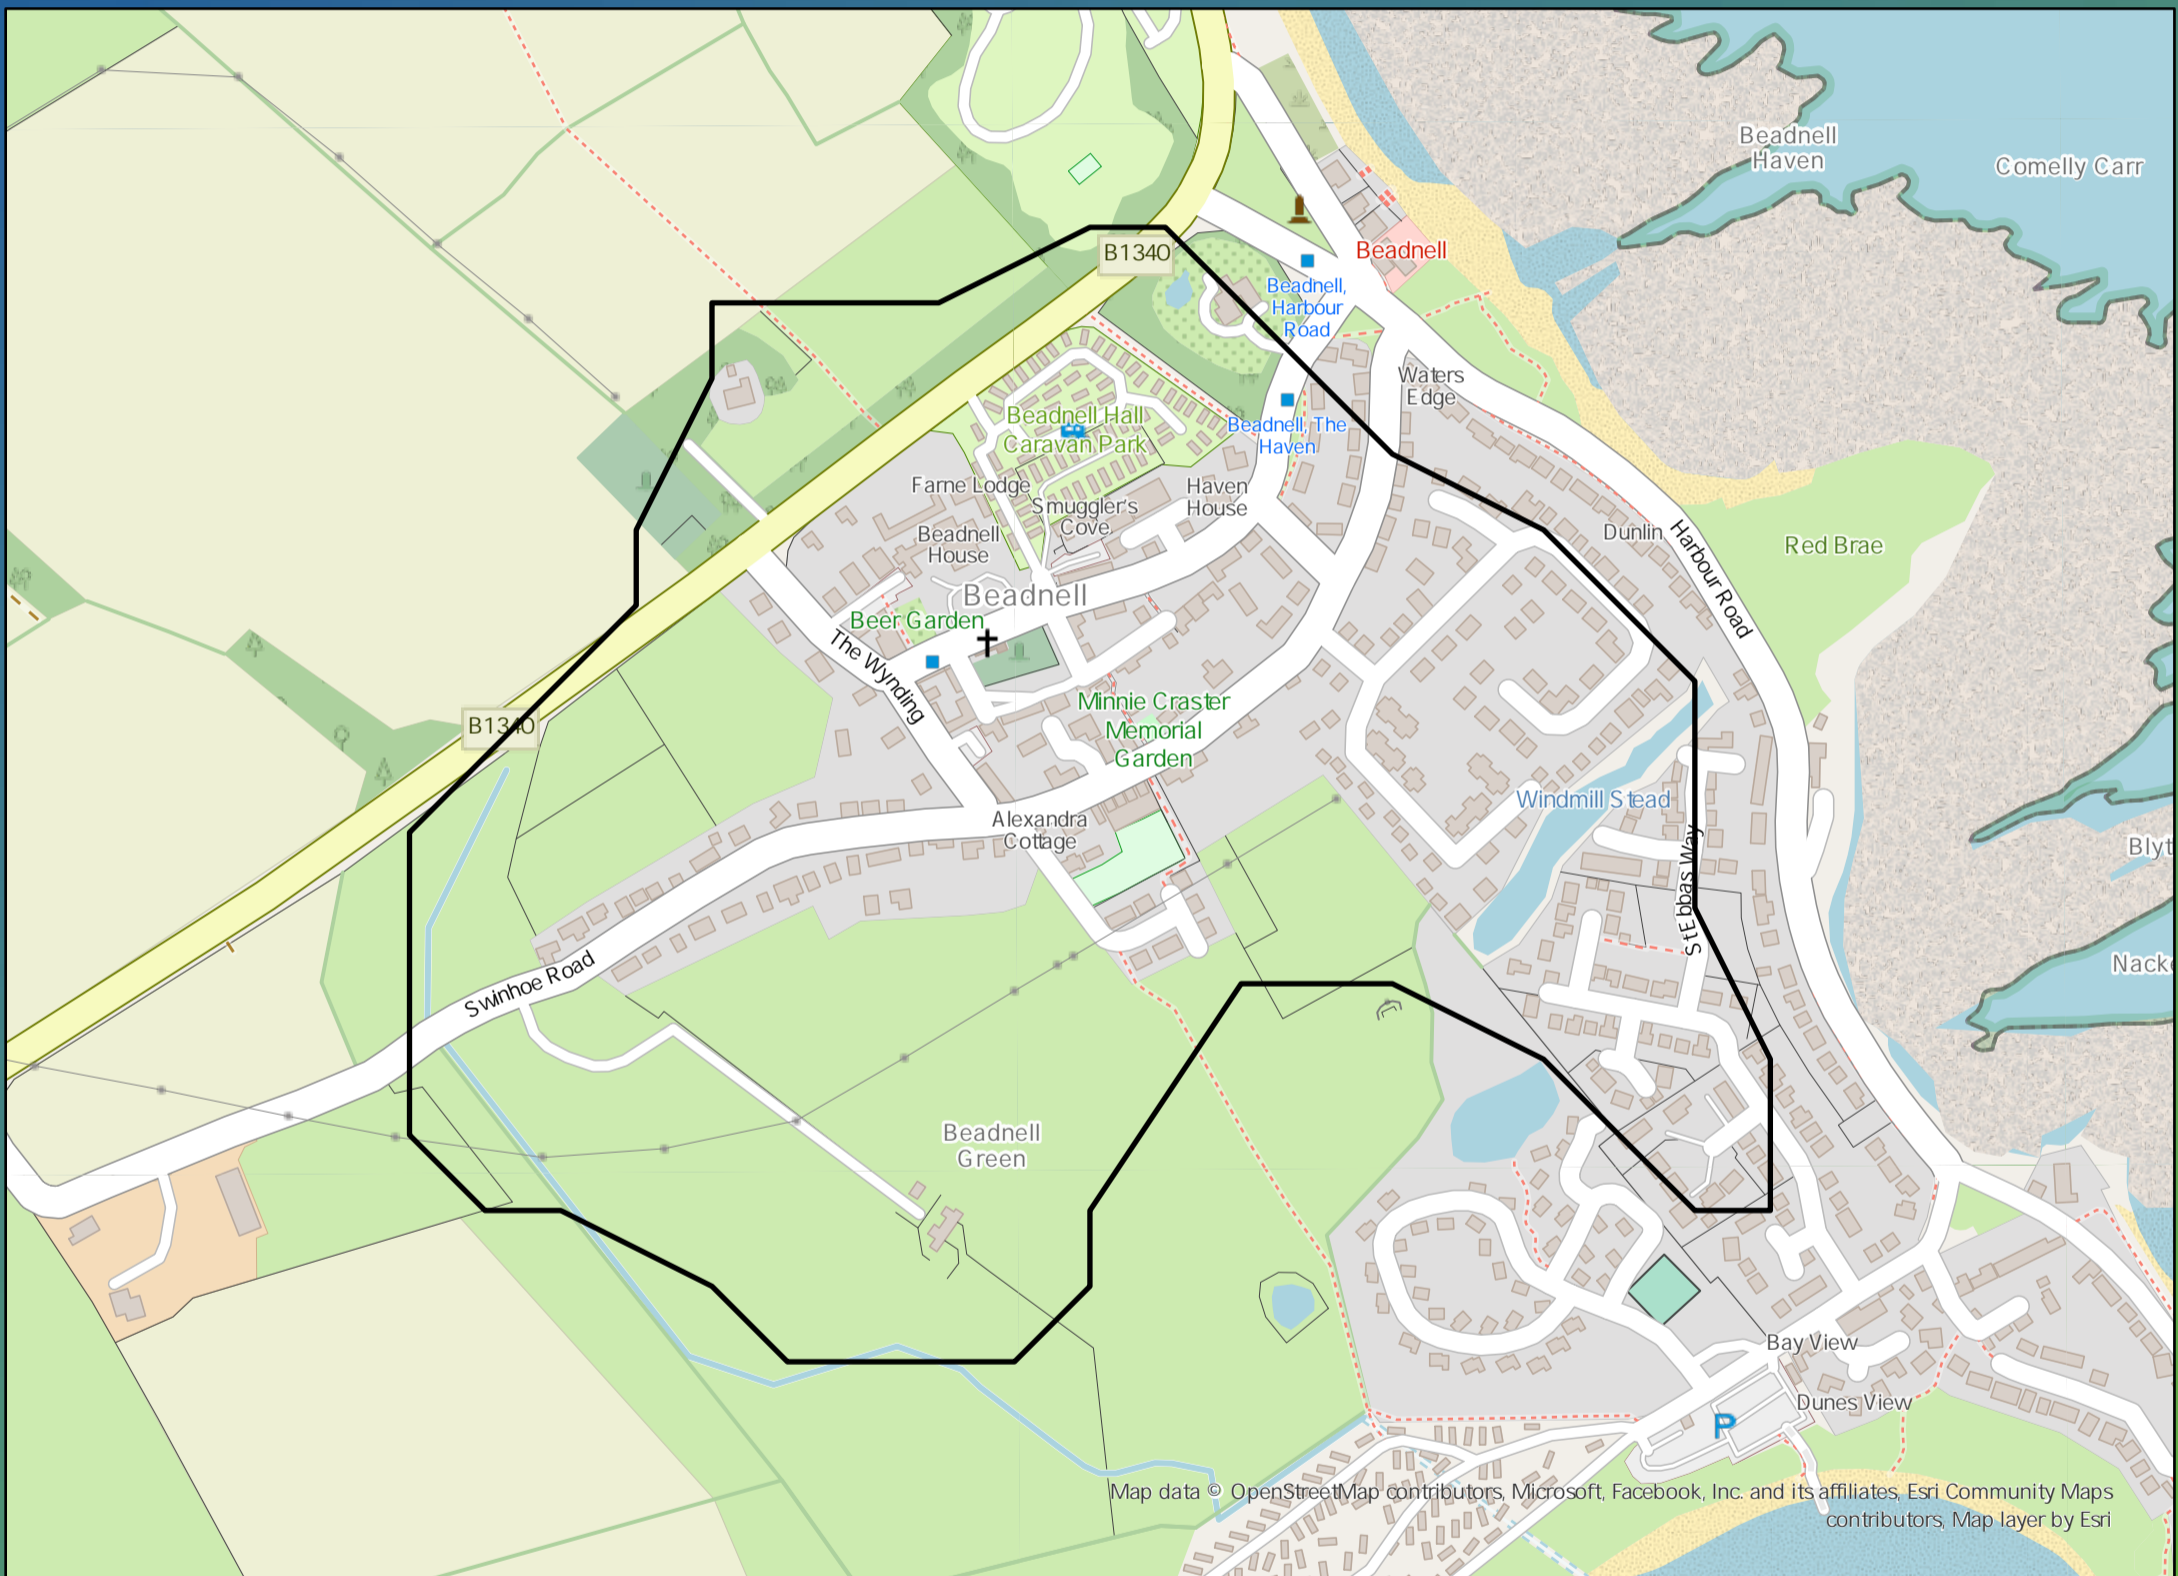 Beadnell
Haven
Comelly Carr
B1340
Beadnell
Beadnell,
Harbour
Road
Waters
Edge
Beadnell Hall
Caravan Park
Beadnell, The
Haven
Farne Lodge
Smuggler's
Cove
Haven
House
Beadnell
House
Dunlin
Harbour Road
Red Brae
Beadnell
Beer Garden
The Wynding
Minnie Craster
Memorial
Garden
B1340
Windmill Stead
Alexandra
Cottage
St Ebbas Way
Blyt
Swinhoe Road
Nack
Beadnell
Green
Bay View
Dunes View
P
Map data © OpenStreetMap contributors, Microsoft, Facebook, Inc. and its affiliates, Esri Community Maps
contributors, Map layer by Esri